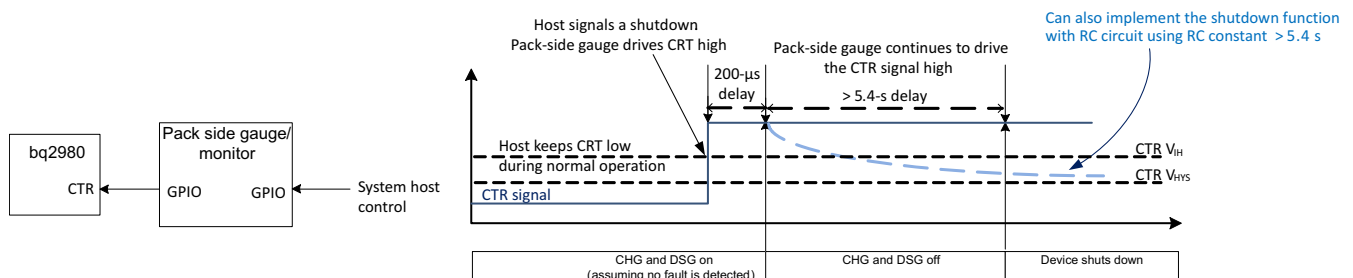 Host signals a shutdown
Pack-side gauge drives CRT high
200-µs
delay
Pack-side gauge continues to drive
the CTR signal high
> 5.4-s delay
Can also implement the shutdown function
with RC circuit using RC constant > 5.4 s
bq2980
CTR
Pack side gauge/
monitor
GPIO
GPIO
System host
control
Host keeps CRT low
during normal operation
CTR signal
CTR VIH
CTR VHYS
CHG and DSG on
(assuming no fault is detected)
CHG and DSG off
Device shuts down